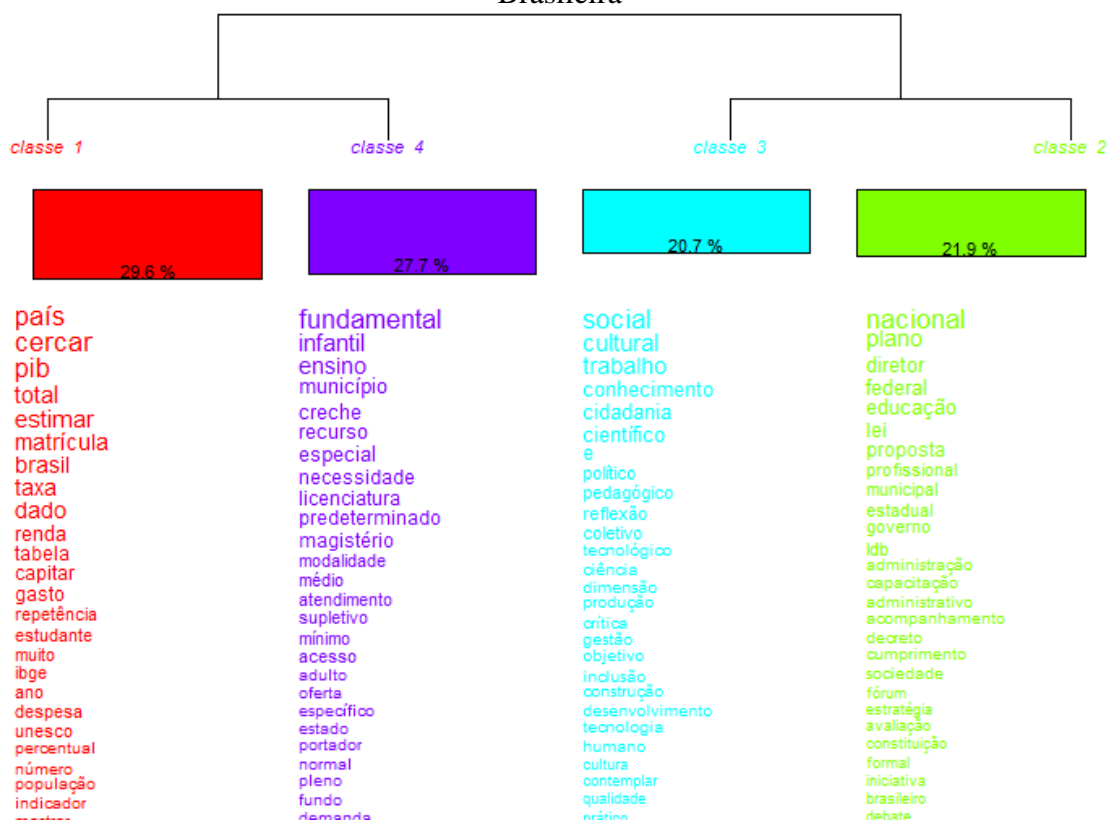 Brasileira
classe 1
classe 4
classe 3
classe 2
29.6 %
27.7 %
20.7 %
21.9 %
país
cercar
pib
total
estimar
matrícula
brasil
taxa
dado
renda
tabela
capitar
gasto
repetência
estudante
muito
ibge
ano
despesa
unesco
percentual
número
população
indicador
mostrar
fundamental
infantil
ensino
município
creche
recurso
especial
necessidade
licenciatura
predeterminado
magistério
modalidade
médio
atendimento
supletivo
mínimo
acesso
adulto
oferta
específico
estado
portador
normal
pleno
fundo
demanda
social
cultural
trabalho
conhecimento
cidadania
científico
e
político
pedagógico
reflexão
coletivo
tecnológico
ciência
dimensão
produção
crítica
gestão
objetivo
inclusão
construção
desenvolvimento
tecnologia
humano
cultura
contemplar
qualidade
prático
nacional
plano
diretor
federal
educação
lei
proposta
profissional
municipal
estadual
governo
ldb
administração
capacitação
administrativo
acompanhamento
decreto
cumprimento
sociedade
fórum
estratégia
avaliação
constituição
formal
iniciativa
brasileiro
debate